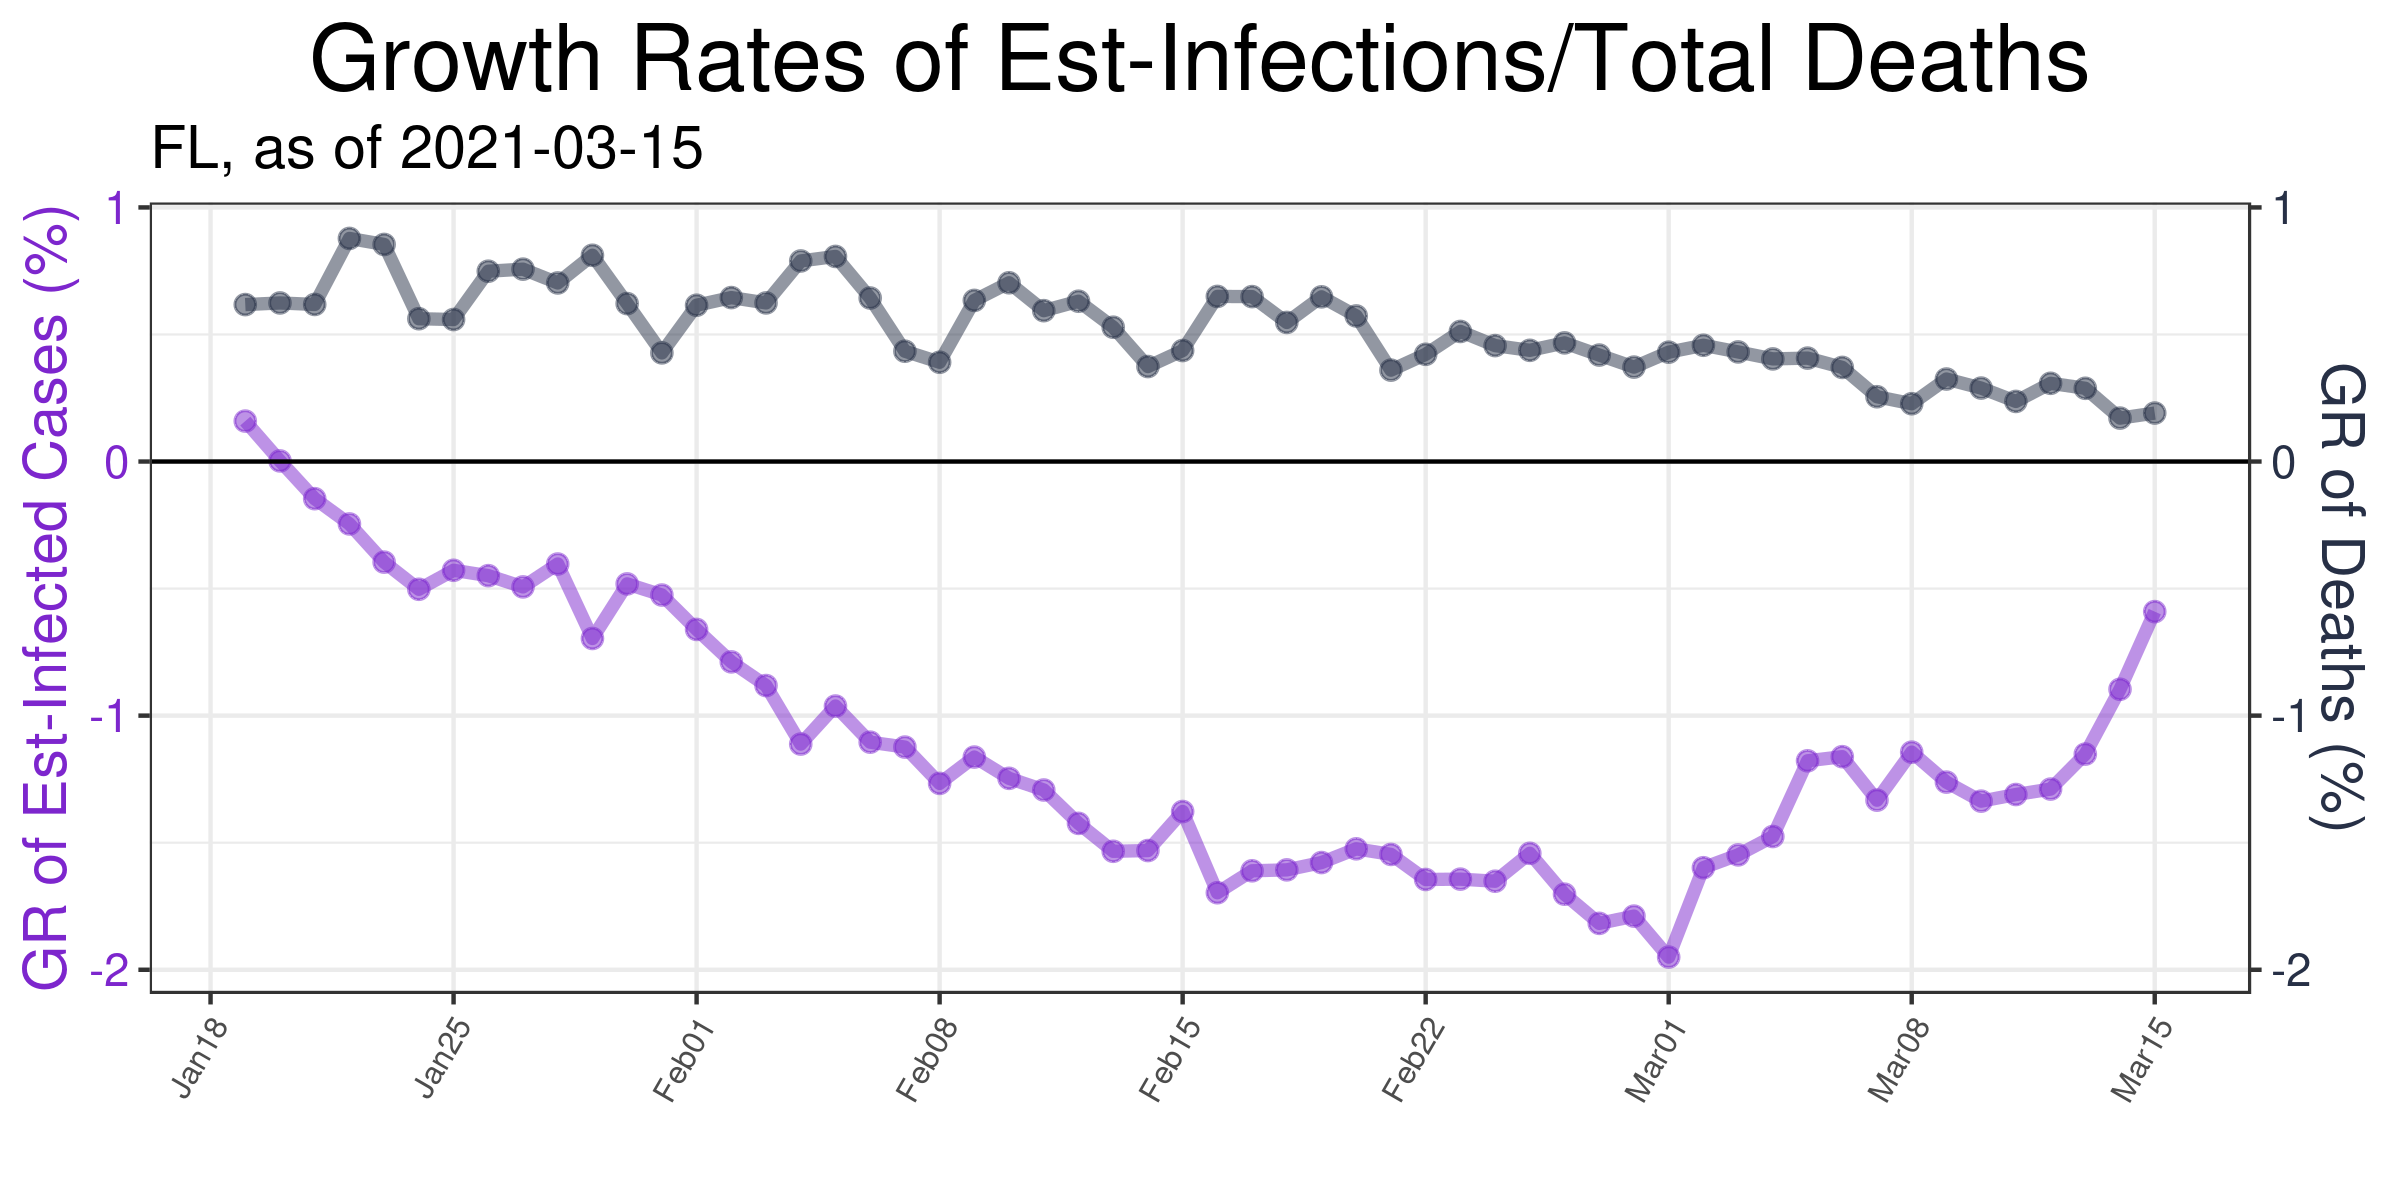 Growth Rates of Est-Infections/Total Deaths
FL, as of 2021-03-15
GR of Est-Infected Cases (%)
1
0
-1
-2
1
0
-1
-2
GR of Deaths (%)
Jan18
Jan25
Feb01
Feb08
Feb15
Feb22
Mar01
Mar08
Mar15